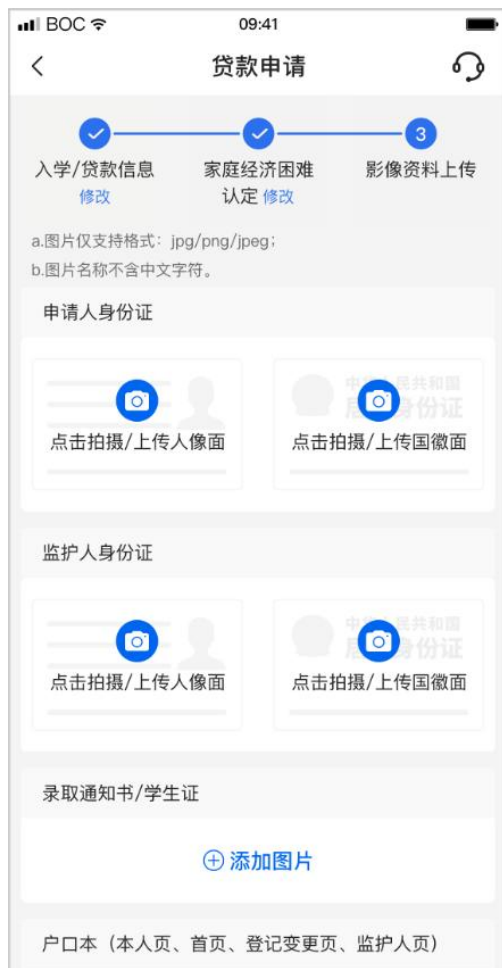 BOC
09:41
贷款申请
3
入学/贷款信息
修改
家庭经济困难
认定 修改
影像资料上传
a.图片仅支持格式：jpg/png/jpeg；
b.图片名称不含中文字符。
申请人身份证
点击拍摄/上传人像面
点击拍摄/上传国徽面
监护人身份证
点击拍摄/上传人像面
点击拍摄/上传国徽面
录取通知书/学生证
添加图片
户口本（本人页、首页、登记变更页、监护人页）